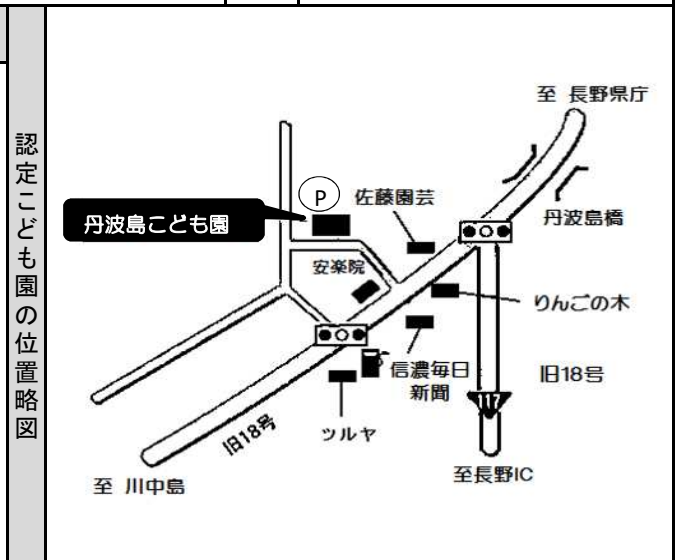 認定こども園の位置略図
至 長野県庁
丹波島橋
P
佐藤園芸
丹波島こども園
安楽院
りんごの木
信濃毎日
新聞
旧18号
117
ツルヤ
旧18号
至 川中島
至長野IC